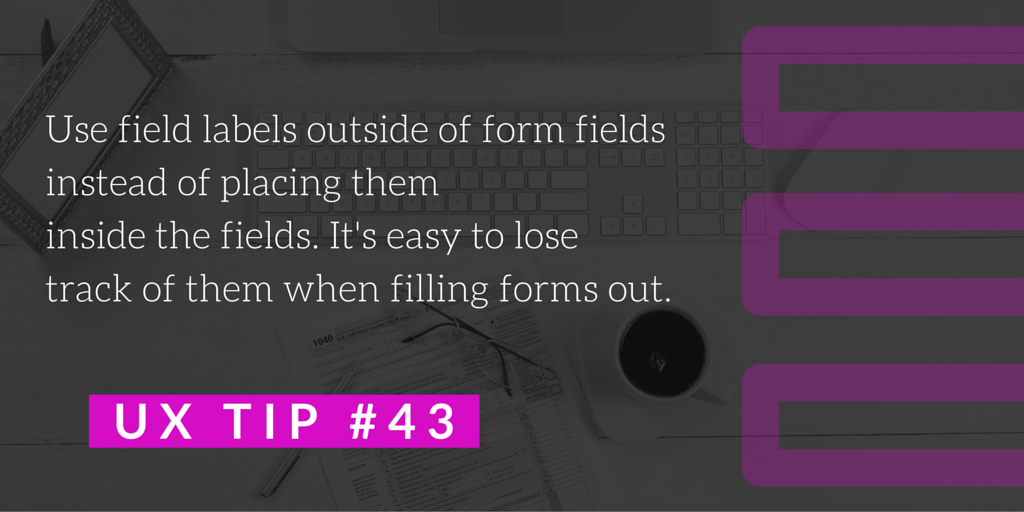 Use field labels outside of form fields
instead of placing them
inside the fields. It's easy to lose
track of them when filling forms out.
1040
UX TIP #43